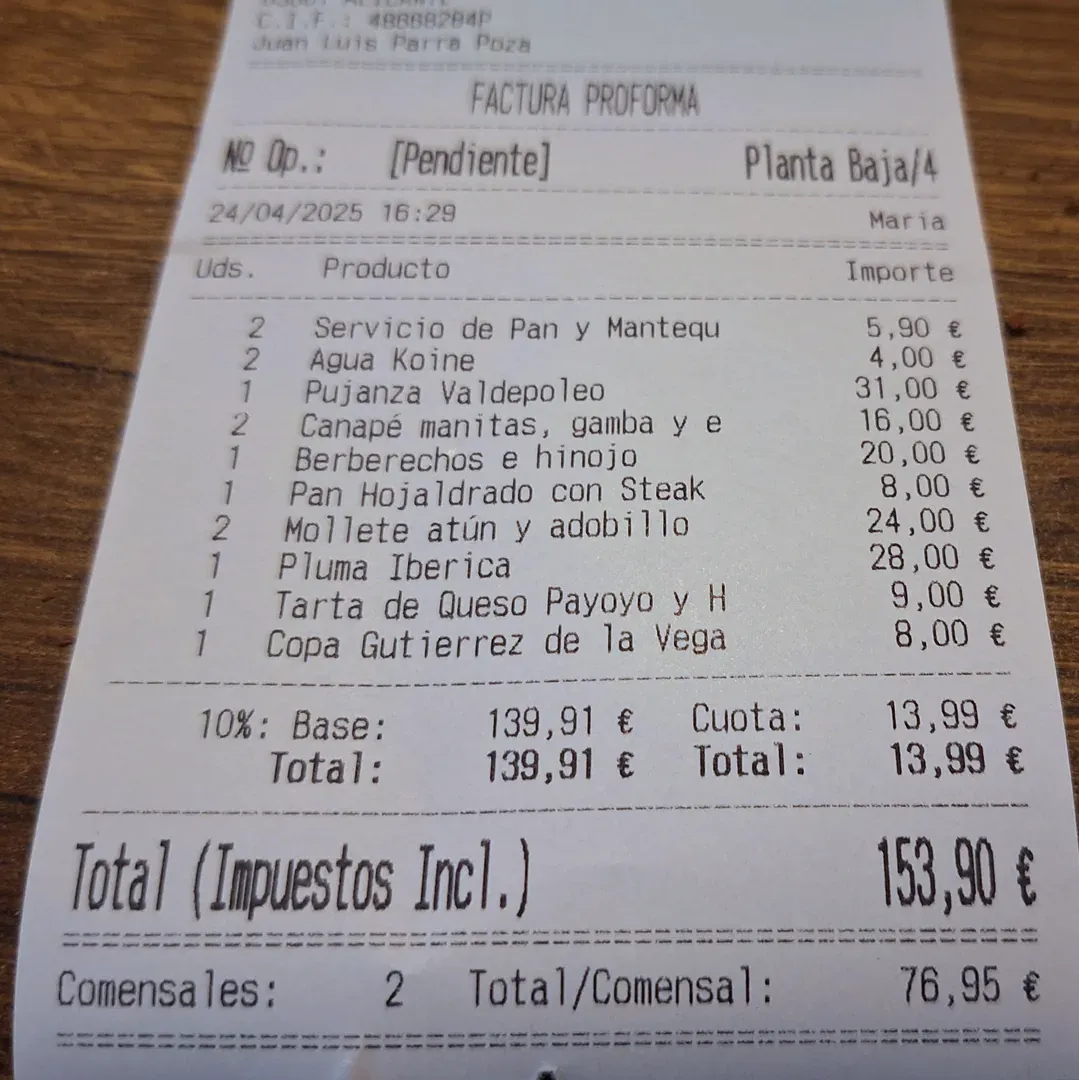 C.I.F.: 48868284P
Juan Luis Parra Poza
FACTURA PROFORMA
Nº Op.: [Pendiente] Planta Baja/4
24/04/2025 16:29 Maria
Uds. Producto Importe
2 Servicio de Pan y Mantequ 5,90 €
2 Agua Koine 4,00 €
1 Pujanza Valdepoleo 31,00 €
2 Canapé manitas, gamba y e 16,00 €
1 Berberechos e hinojo 20,00 €
1 Pan Hojaldrado con Steak 8,00 €
2 Mollete atún y adobillo 24,00 €
1 Pluma Iberica 28,00 €
1 Tarta de Queso Payoyo y H 9,00 €
1 Copa Gutierrez de la Vega 8,00 €
10%: Base: 139,91 € Cuota: 13,99 €
Total: 139,91 € Total: 13,99 €
Total (Impuestos Incl.) 153,90 €
Comensales: 2 Total/Comensal: 76,95 €